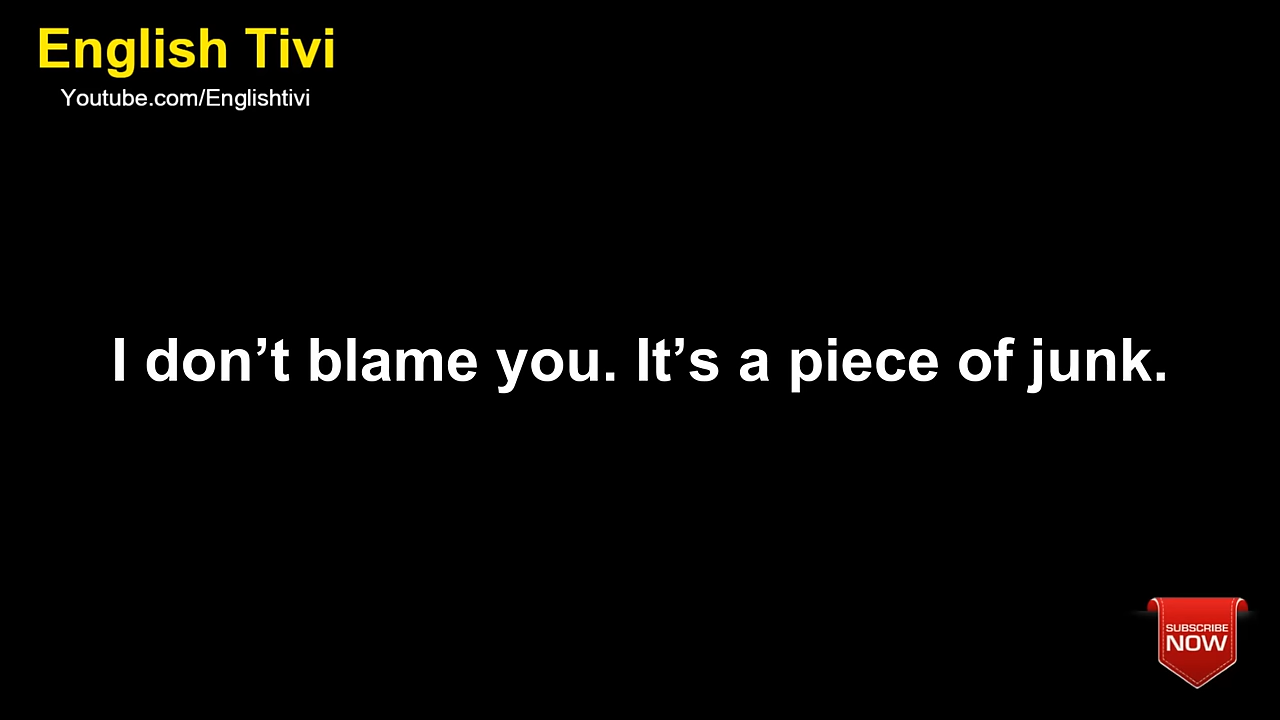 English Tivi
Youtube.com/Englishtivi
I don’t blame you. It’s a piece of junk.
SUBSCRIBE
NOW